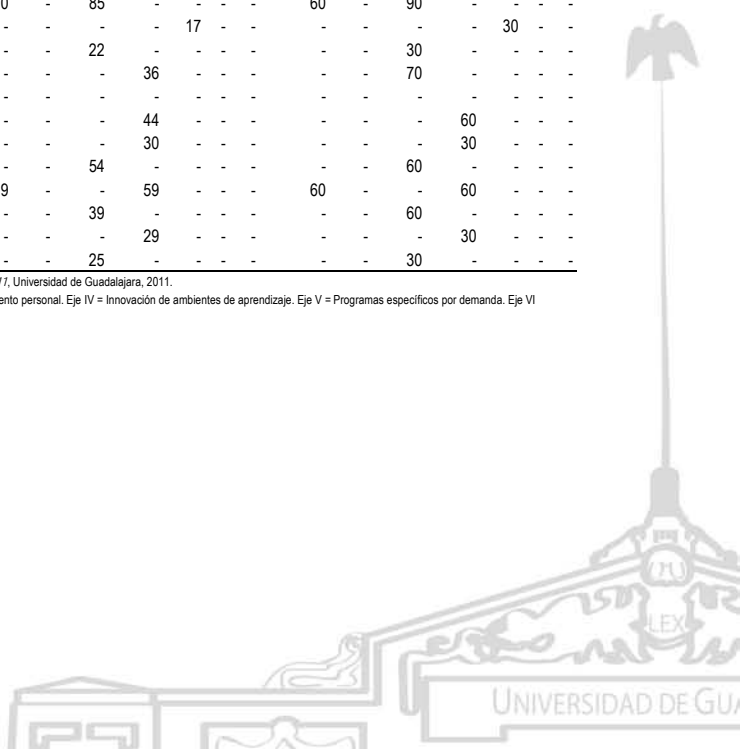 0 - 85 - - - - 60 - 90 - - - -
- - - - 17 - - - - - - 30 - -
- - 22 - - - - - - 30 - - - -
- - - 36 - - - - - 70 - - - -
- - - - - - - - - - - - - -
- - - 44 - - - - - - 60 - - -
- - - 30 - - - - - - 30 - - -
- - 54 - - - - - - 60 - - - -
9 - - 59 - - - 60 - - 60 - - -
- - 39 - - - - - - 60 - - - -
- - - 29 - - - - - - 30 - - -
- - 25 - - - - - - 30 - - - -
11, Universidad de Guadalajara, 2011.
ento personal. Eje IV = Innovación de ambientes de aprendizaje. Eje V = Programas específicos por demanda. Eje VI
LEX
UNIVERSIDAD DE GUA